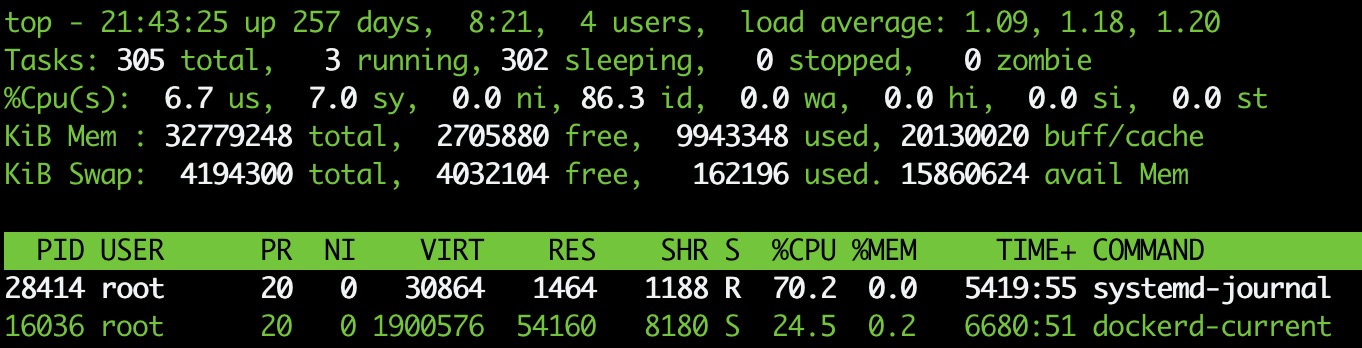 top - 21:43:25 up 257 days,  8:21,  4 users,  load average: 1.09, 1.18, 1.20
Tasks: 305 total,   3 running, 302 sleeping,   0 stopped,   0 zombie
%Cpu(s):  6.7 us,  7.0 sy,  0.0 ni, 86.3 id,  0.0 wa,  0.0 hi,  0.0 si,  0.0 st
KiB Mem : 32779248 total,  2705880 free,  9943348 used, 20130020 buff/cache
KiB Swap:  4194300 total,  4032104 free,   162196 used. 15860624 avail Mem
  PID USER      PR  NI    VIRT    RES    SHR S  %CPU %MEM     TIME+ COMMAND
28414 root      20   0   30864   1464   1188 R  70.2  0.0   5419:55 systemd-journal
16036 root      20   0 1900576  54160   8180 S  24.5  0.2   6680:51 dockerd-current